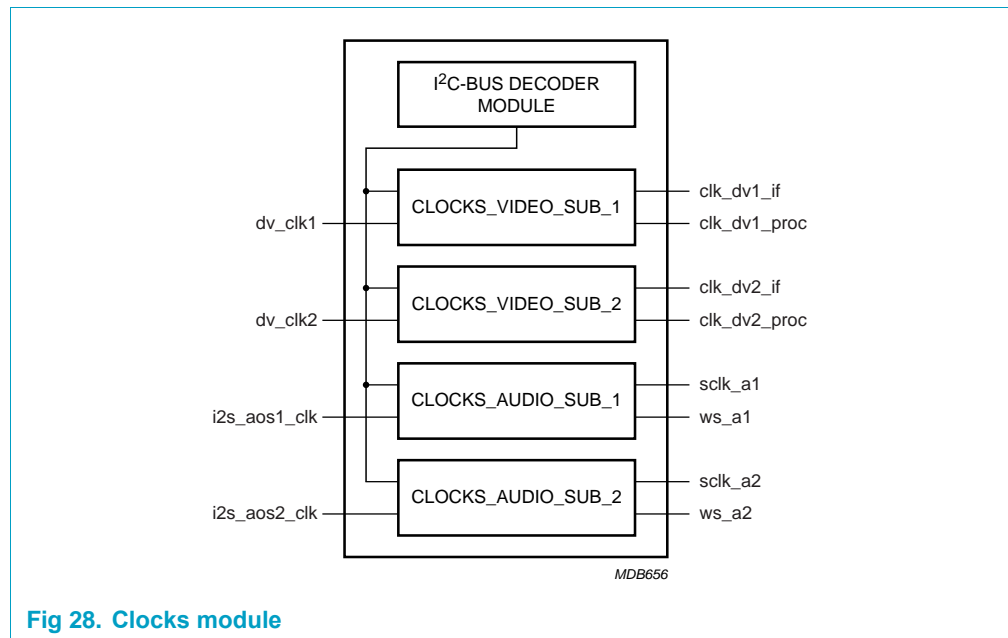 I²C-BUS DECODER
MODULE
CLOCKS_VIDEO_SUB_1
dv_clk1
clk_dv1_if
clk_dv1_proc
CLOCKS_VIDEO_SUB_2
dv_clk2
clk_dv2_if
clk_dv2_proc
CLOCKS_AUDIO_SUB_1
i2s_aos1_clk
sclk_a1
ws_a1
CLOCKS_AUDIO_SUB_2
i2s_aos2_clk
sclk_a2
ws_a2
MDB656
Fig 28. Clocks module